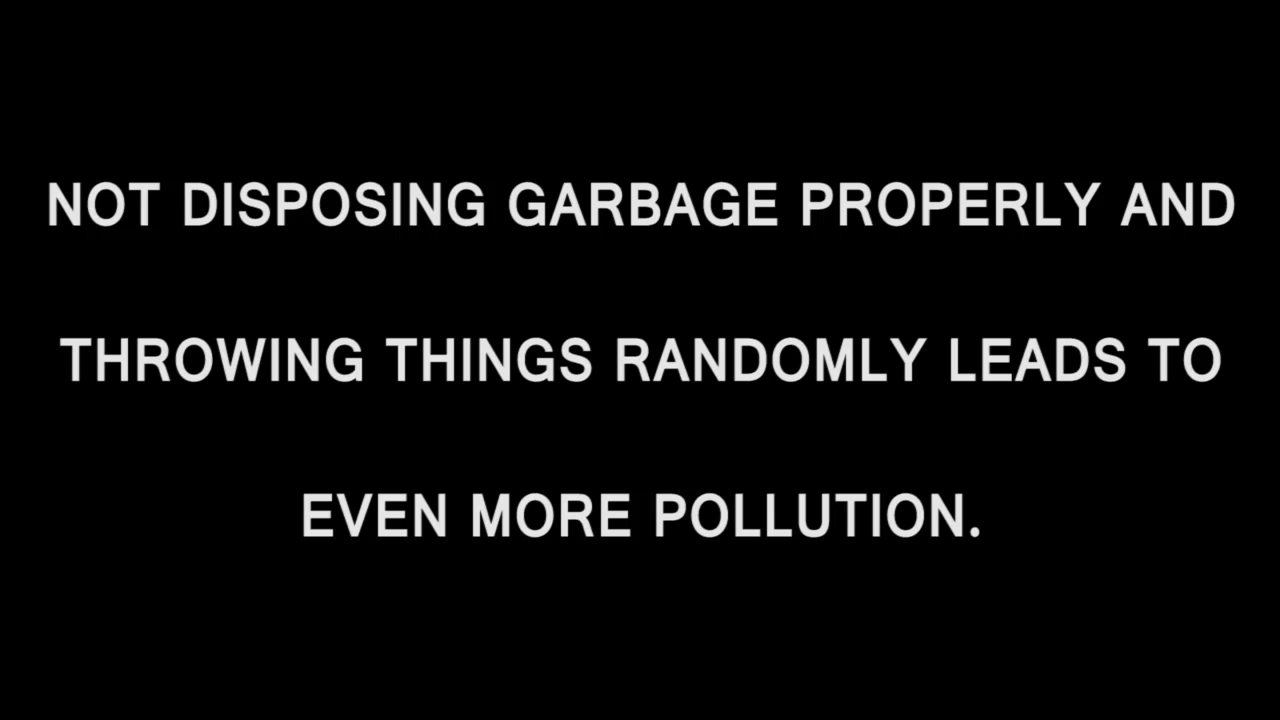 NOT DISPOSING GARBAGE PROPERLY AND
THROWING THINGS RANDOMLY LEADS TO
EVEN MORE POLLUTION.